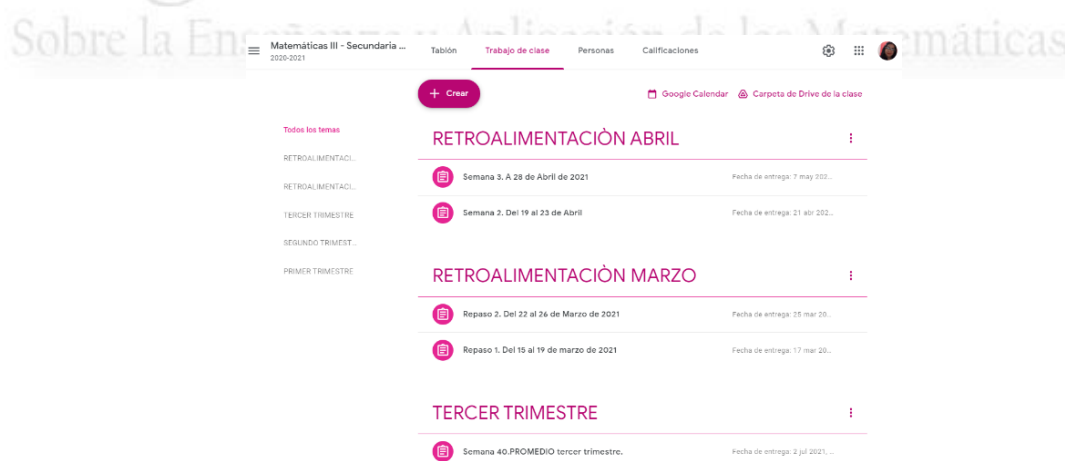 Sobre la Enseñanza y Aplicación de las Matemáticas
Matemáticas III - Secundaria ...
2020-2021
Tablón
Trabajo de clase
Personas
Calificaciones
+ Crear
Google Calendar
Carpeta de Drive de la clase
Todos los temas
RETROALIMENTACI...
RETROALIMENTACI...
TERCER TRIMESTRE
SEGUNDO TRIMEST...
PRIMER TRIMESTRE
RETROALIMENTACIÒN ABRIL
Semana 3. A 28 de Abril de 2021
Fecha de entrega: 7 may 202...
Semana 2. Del 19 al 23 de Abril
Fecha de entrega: 21 abr 202...
RETROALIMENTACIÒN MARZO
Repaso 2. Del 22 al 26 de Marzo de 2021
Fecha de entrega: 25 mar 20...
Repaso 1. Del 15 al 19 de marzo de 2021
Fecha de entrega: 17 mar 20...
TERCER TRIMESTRE
Semana 40.PROMEDIO tercer trimestre.
Fecha de entrega: 2 jul 2021, ...